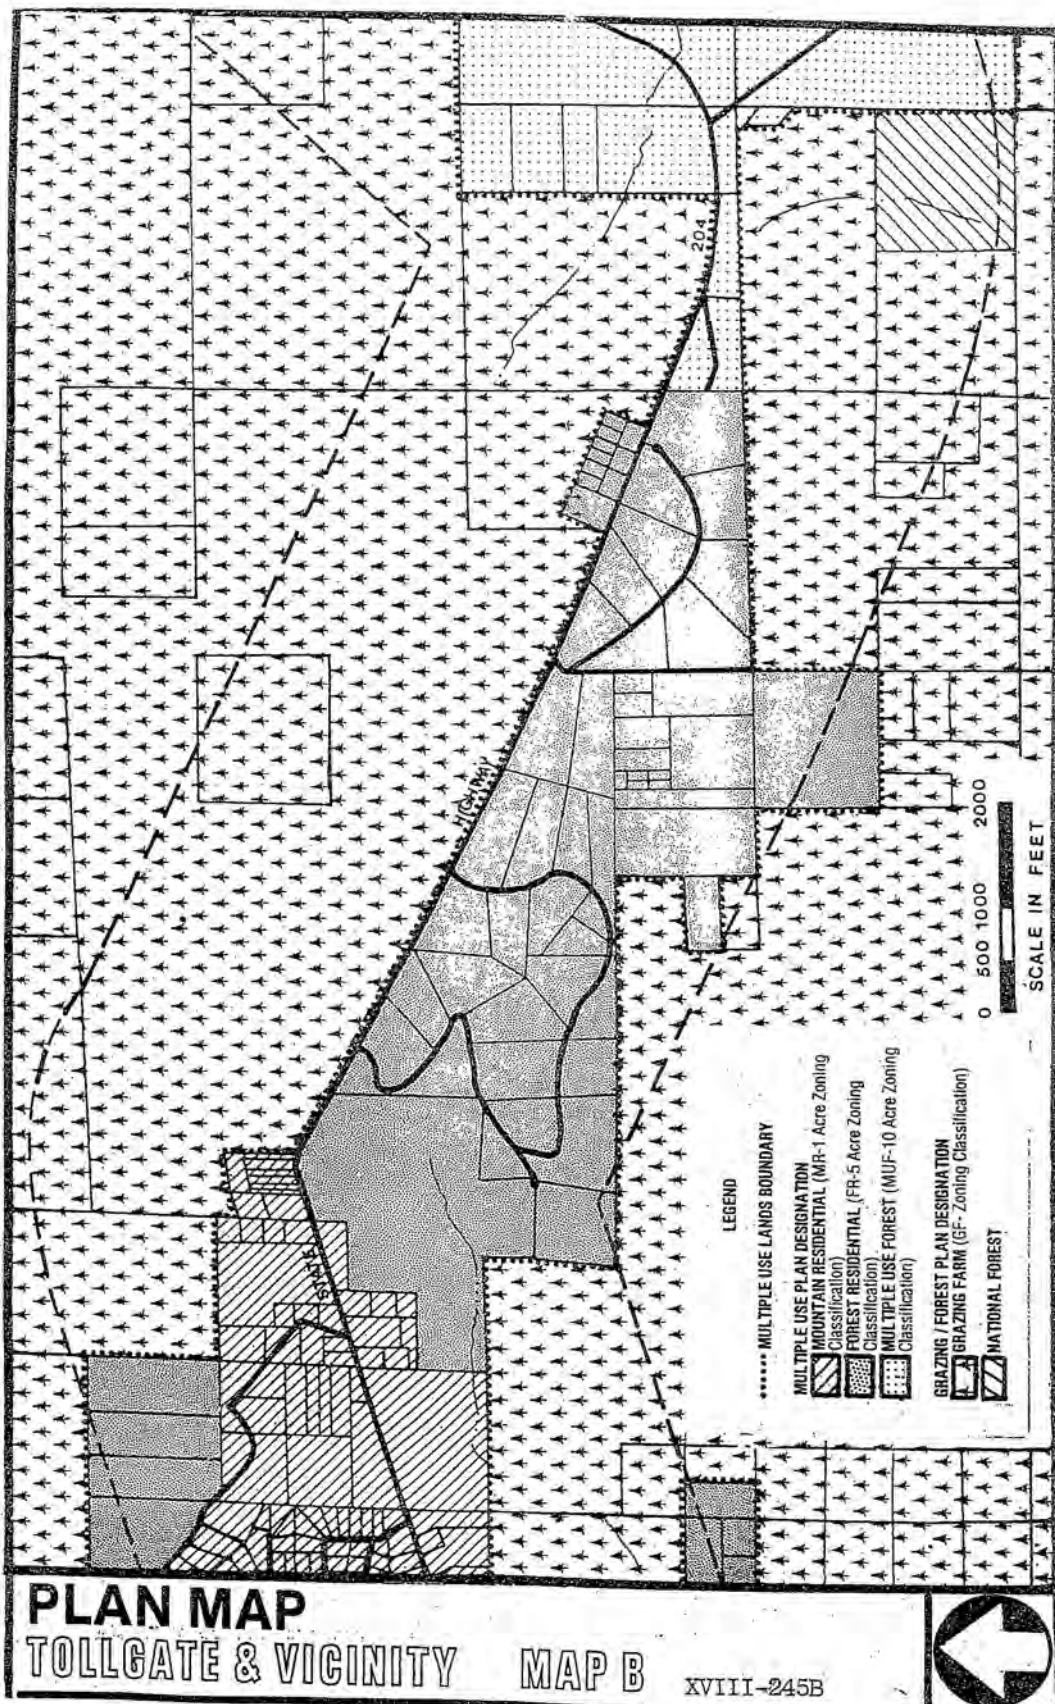 STATE
HIGHWAY
204
LEGEND
••••• MULTIPLE USE LANDS BOUNDARY
MULTIPLE USE PLAN DESIGNATION
MOUNTAIN RESIDENTIAL (MR-1 Acre Zoning
Classification)
FOREST RESIDENTIAL (FR-5 Acre Zoning
Classification)
MULTIPLE USE FOREST (MUF-10 Acre Zoning
Classification)
GRAZING / FOREST PLAN DESIGNATION
GRAZING FARM (GF- Zoning Classification)
NATIONAL FOREST
0 500 1000 2000
SCALE IN FEET
PLAN MAP
TOLLGATE & VICINITY MAP B
XVIII-245B